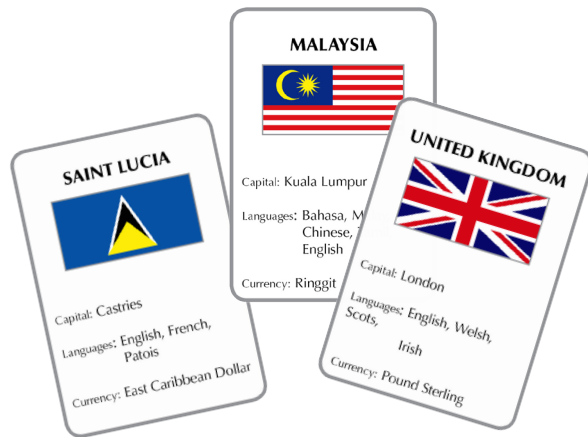 MALAYSIA
Capital: Kuala Lumpur
Languages: Bahasa,
Chinese,
English
Currency: Ringgit
SAINT LUCIA
Capital: Castries
Languages: English, French,
Patois
Currency: East Caribbean Dollar
UNITED KINGDOM
Capital: London
Languages: English, Welsh,
Scots,
Irish
Currency: Pound Sterling